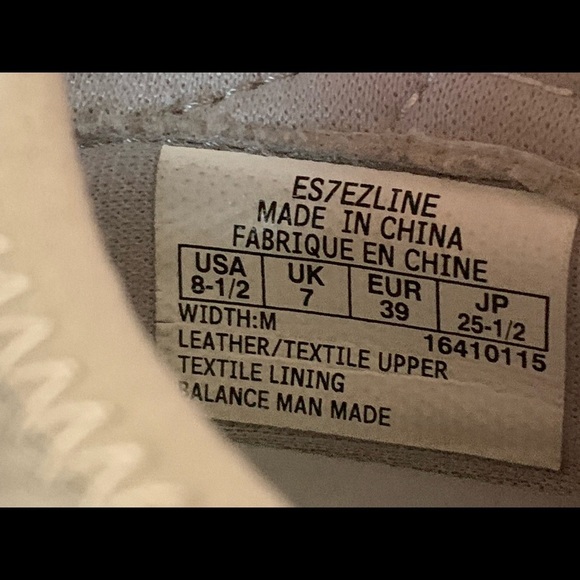 ES7EZLINE
MADE IN CHINA
FABRIQUE EN CHINE
USA UK EUR JP
8-1/2 7 39 25-1/2
WIDTH:M 16410115
LEATHER/TEXTILE UPPER
TEXTILE LINING
BALANCE MAN MADE